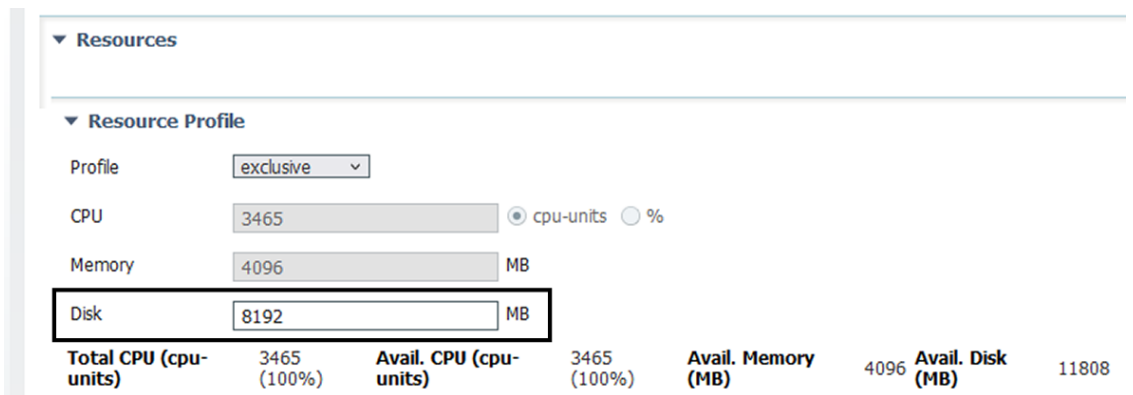 Resources
Resource Profile
Profile exclusive
CPU 3465 cpu-units %
Memory 4096 MB
Disk 8192 MB
Total CPU (cpu- 3465 Avail. CPU (cpu- 3465 Avail. Memory 4096 Avail. Disk 11808
units) (100%) units) (100%) (MB) (MB)